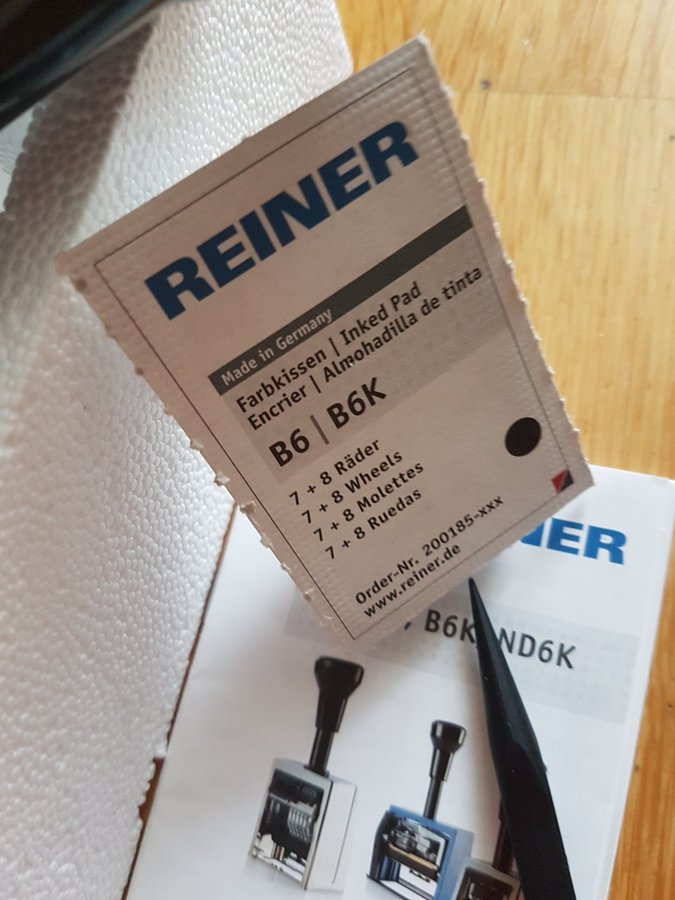 REINER
Made in Germany
Farbkissen | Inked Pad
Encrier | Almohadilla de tinta
B6 | B6K
7 + 8 Räder
7 + 8 Wheels
7 + 8 Molettes
7 + 8 Ruedas
Order-Nr. 200185-xxx
www.reiner.de
NER
B6K ND6K